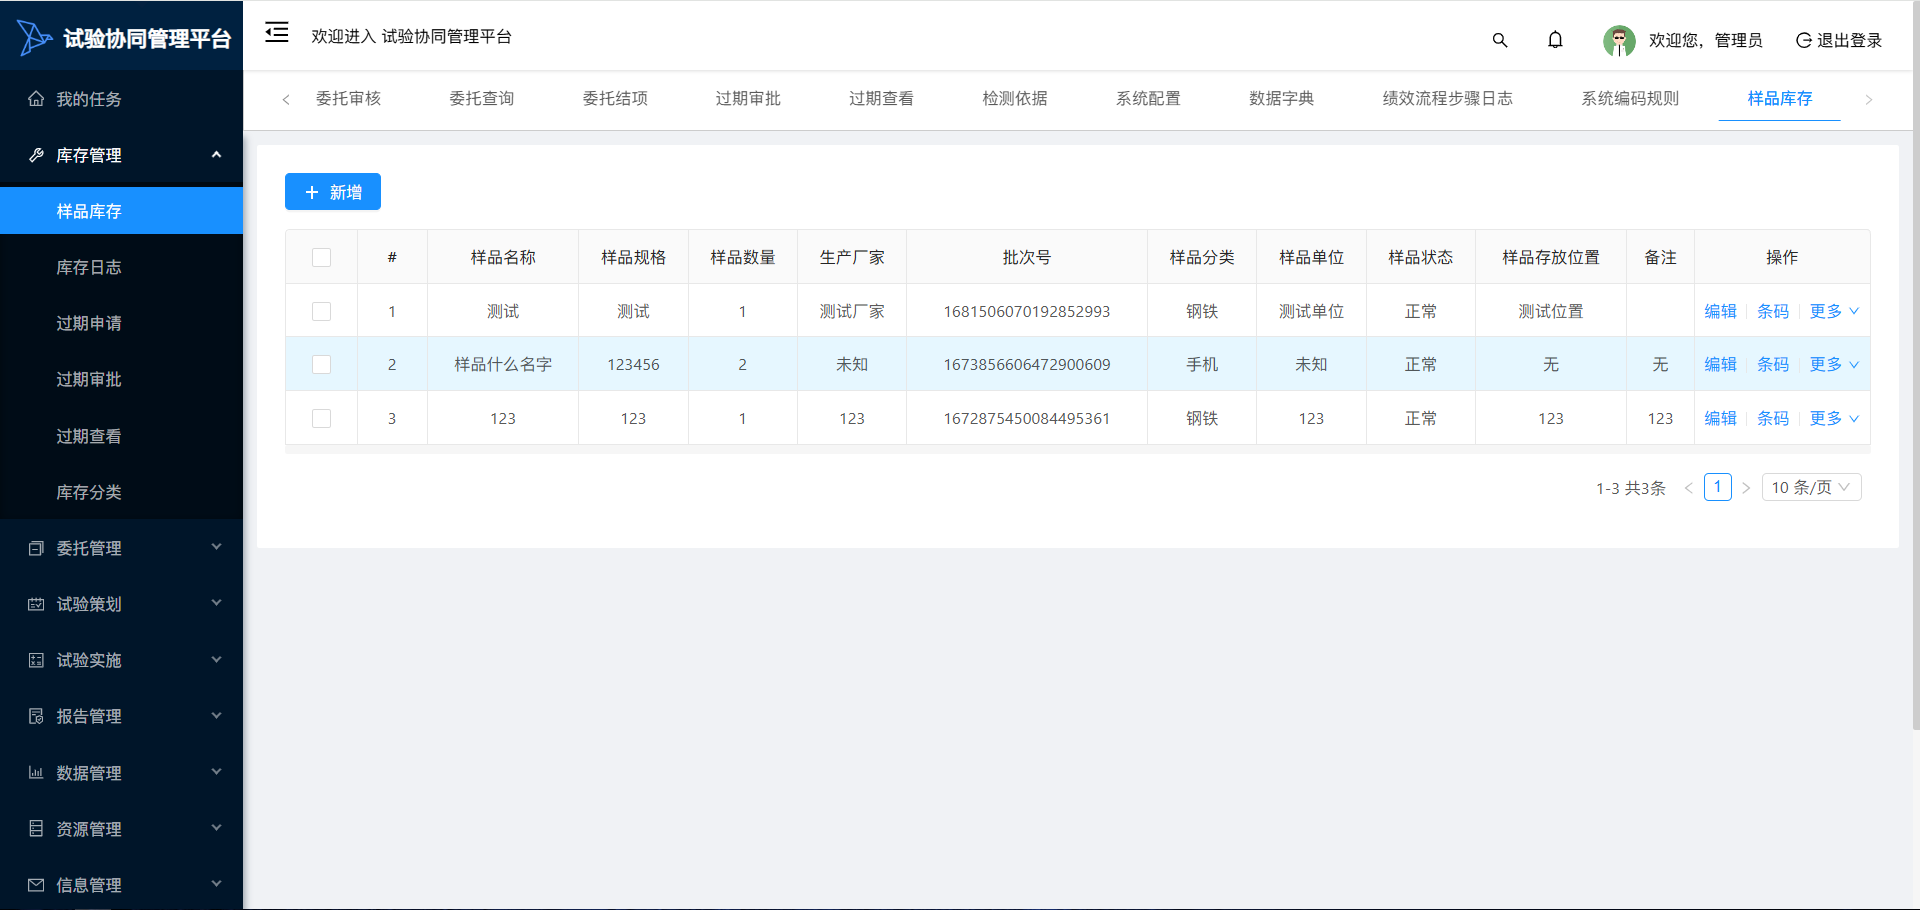 试验协同管理平台
欢迎进入 试验协同管理平台
欢迎您，管理员
退出登录
我的任务
库存管理
样品库存
库存日志
过期申请
过期审批
过期查看
库存分类
委托管理
试验策划
试验实施
报告管理
数据管理
资源管理
信息管理
委托审核 委托查询 委托结项 过期审批 过期查看 检测依据 系统配置 数据字典 绩效流程步骤日志 系统编码规则 样品库存
新增
# 样品名称 样品规格 样品数量 生产厂家 批次号 样品分类 样品单位 样品状态 样品存放位置 备注 操作
1 测试 测试 1 测试厂家 1681506070192852993 钢铁 测试单位 正常 测试位置 编辑 条码 更多
2 样品什么名字 123456 2 未知 1673856606472900609 手机 未知 正常 无 无 编辑 条码 更多
3 123 123 1 123 1672875450084495361 钢铁 123 正常 123 123 编辑 条码 更多
1-3 共3条 1 10 条/页